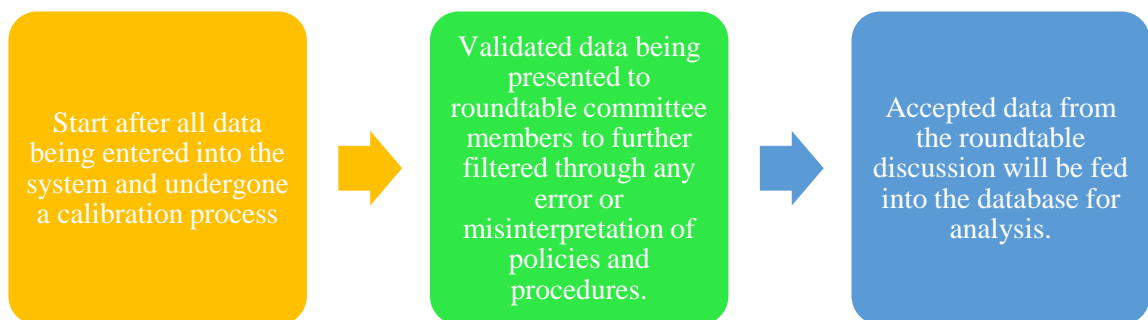 Start after all data
being entered into the
system and undergone
a calibration process
Validated data being
presented to
roundtable committee
members to further
filtered through any
error or
misinterpretation of
policies and
procedures.
Accepted data from
the roundtable
discussion will be fed
into the database for
analysis.